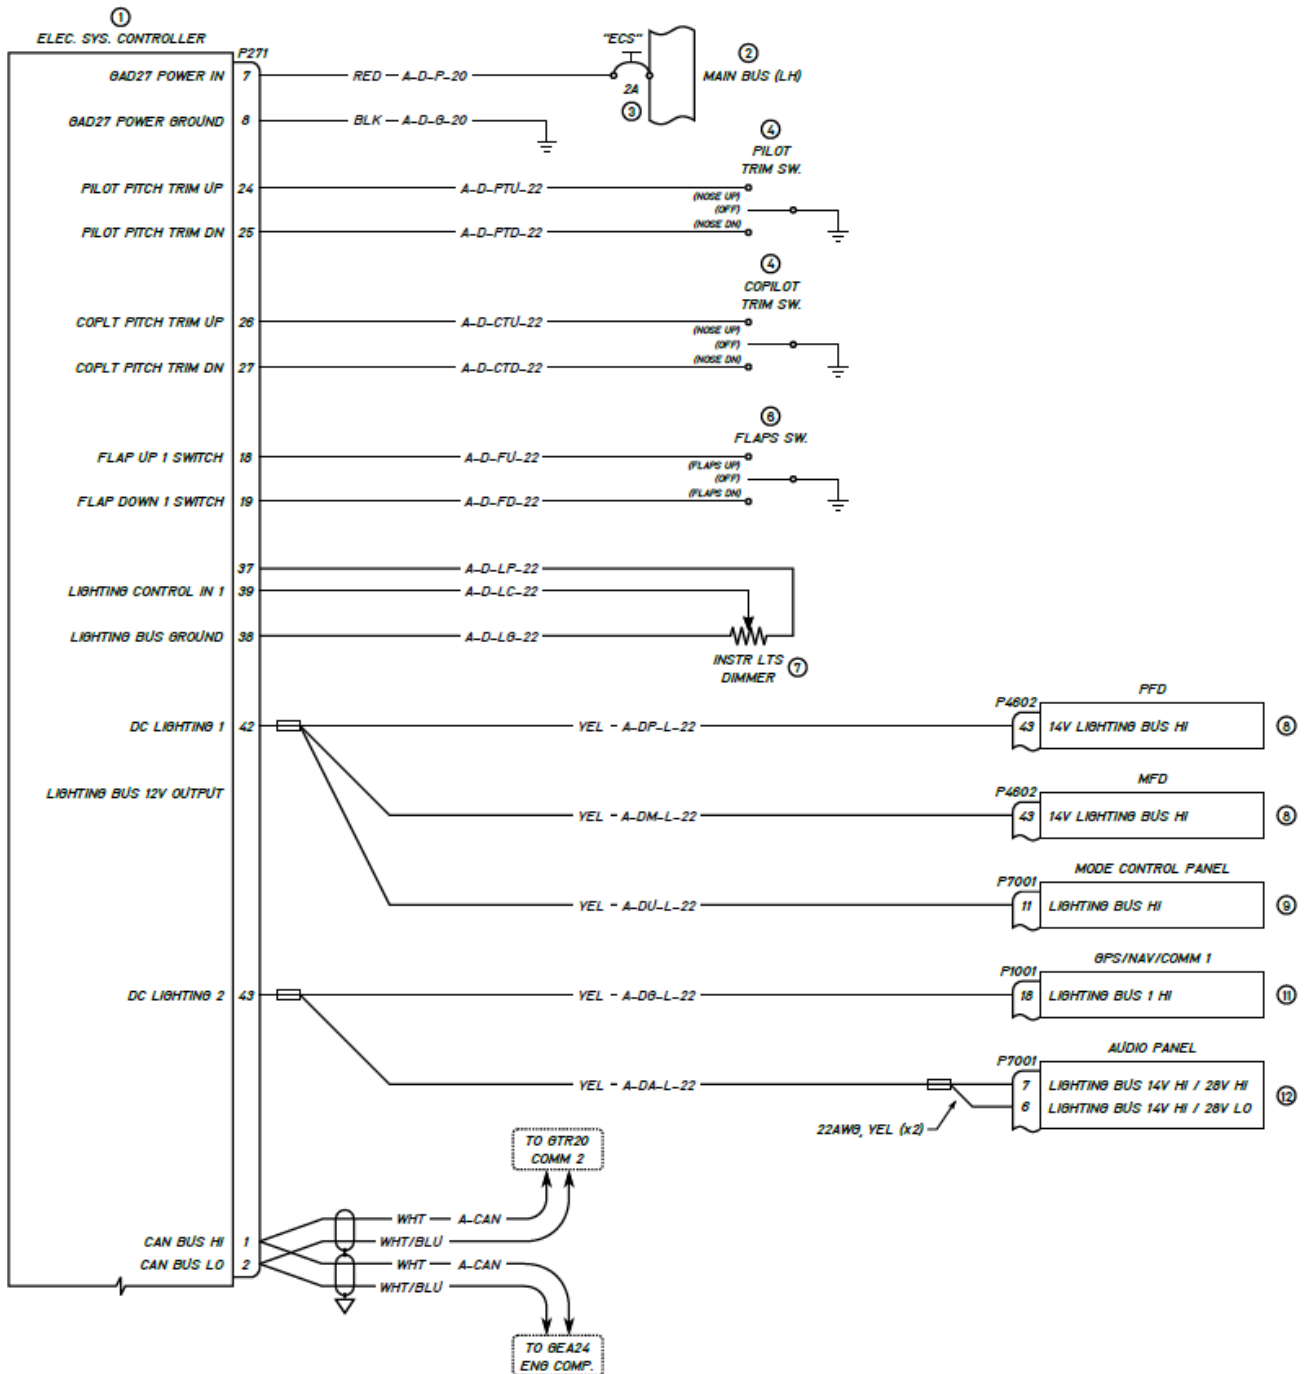 ①
ELEC. SYS. CONTROLLER
P271
GAD27 POWER IN 7 RED A-D-P-20
"ECS"
2A
③
②
MAIN BUS (LH)
GAD27 POWER GROUND 8 BLK A-D-G-20
④
PILOT
TRIM SW.
PILOT PITCH TRIM UP 24 A-D-PTU-22
(NOSE UP)
(OFF)
(NOSE DN)
PILOT PITCH TRIM DN 25 A-D-PTD-22
④
COPILOT
TRIM SW.
COPLT PITCH TRIM UP 26 A-D-CTU-22
(NOSE UP)
(OFF)
(NOSE DN)
COPLT PITCH TRIM DN 27 A-D-CTD-22
⑥
FLAPS SW.
FLAP UP 1 SWITCH 18 A-D-FU-22
(FLAPS UP)
(OFF)
(FLAPS DN)
FLAP DOWN 1 SWITCH 19 A-D-FD-22
37 A-D-LP-22
LIGHTING CONTROL IN 1 39 A-D-LC-22
LIGHTING BUS GROUND 38 A-D-LG-22
INSTR LTS
DIMMER
⑦
PFD
P4602
DC LIGHTING 1 42 YEL - A-DP-L-22 43 14V LIGHTING BUS HI ⑧
MFD
P4602
LIGHTING BUS 12V OUTPUT
YEL - A-DM-L-22 43 14V LIGHTING BUS HI ⑧
MODE CONTROL PANEL
P7001
YEL - A-DU-L-22 11 LIGHTING BUS HI ⑨
GPS/NAV/COMM 1
P1001
DC LIGHTING 2 43 YEL - A-DG-L-22 18 LIGHTING BUS 1 HI ⑪
AUDIO PANEL
P7001
YEL - A-DA-L-22 7 LIGHTING BUS 14V HI / 28V HI
6 LIGHTING BUS 14V HI / 28V LO ⑫
22AWG, YEL (x2)
TO GTR20
COMM 2
WHT A-CAN
CAN BUS HI 1 WHT/BLU
CAN BUS LO 2 WHT A-CAN
WHT/BLU
TO GEA24
ENG COMP.